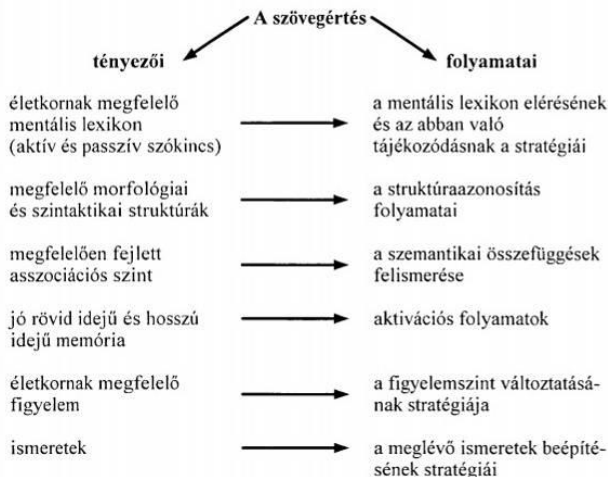 A szövegértés
tényezői
folyamatai
életkornak megfelelő
mentális lexikon
(aktív és passzív szókincs)
a mentális lexikon elérésének
és az abban való
tájékozódásnak a stratégiái
megfelelő morfológiai
és szintaktikai struktúrák
a struktúraazonosítás
folyamatai
megfelelően fejlett
asszociációs szint
a szemantikai összefüggések
felismerése
jó rövid idejű és hosszú
idejű memória
aktivációs folyamatok
életkornak megfelelő
figyelem
a figyelemszint változtatásá-
nak stratégiája
ismeretek
a meglévő ismeretek beépíté-
sének stratégiái